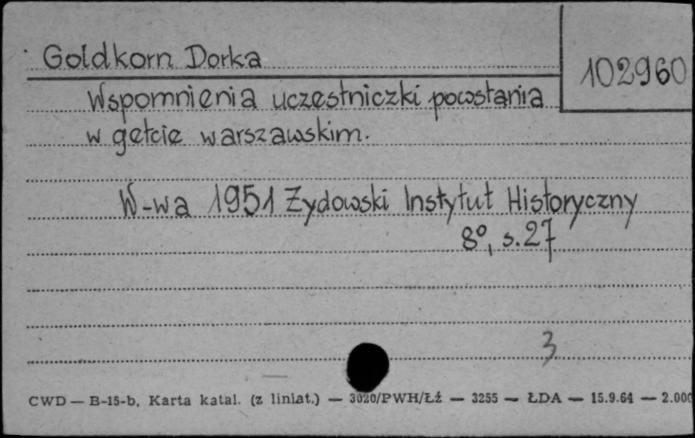 Goldkorn Dorka
102960
Wspomnienia uczestniczki powstania
w getcie warszawskim.
W-wa 1951 Żydowski Instytut Historyczny
8°, s. 27
3
CWD — B-15-b, Karta katal. (z liniat.) — 3020/PWH/Łź — 3255 — ŁDA — 15.9.64 — 2.000